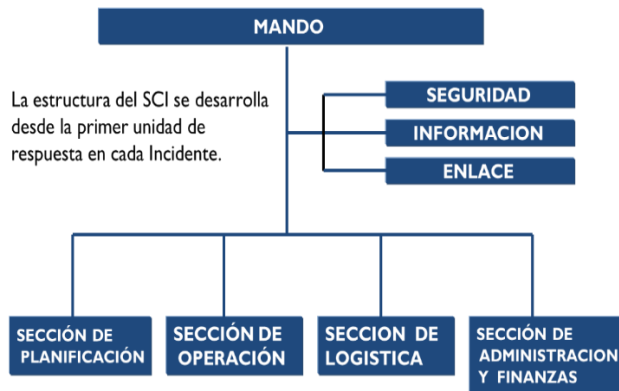 MANDO
La estructura del SCI se desarrolla
desde la primer unidad de
respuesta en cada Incidente.
SEGURIDAD
INFORMACION
ENLACE
SECCIÓN DE
PLANIFICACIÓN
SECCIÓN DE
OPERACIÓN
SECCION DE
LOGISTICA
SECCIÓN DE
ADMINISTRACION
Y FINANZAS